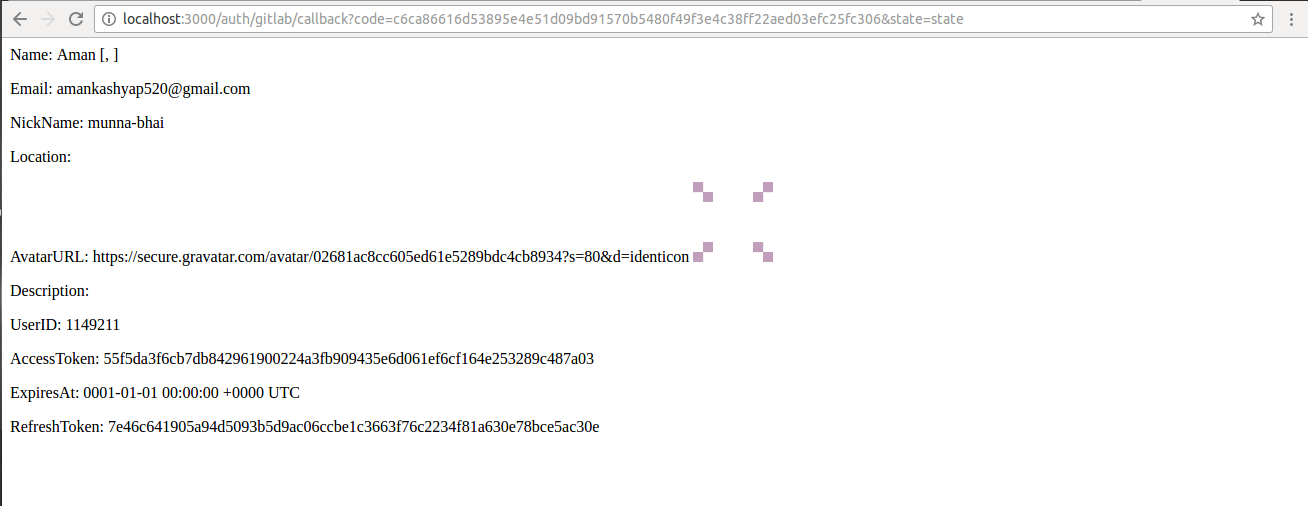 localhost:3000/auth/gitlab/callback?code=c6ca86616d53895e4e51d09bd91570b5480f49f3e4c38ff22aed03efc25fc306&state=state
Name: Aman [, ]
Email: amankashyap520@gmail.com
NickName: munna-bhai
Location:
AvatarURL: https://secure.gravatar.com/avatar/02681ac8cc605ed61e5289bdc4cb8934?s=80&d=identicon
Description:
UserID: 1149211
AccessToken: 55f5da3f6cb7db842961900224a3fb909435e6d061ef6cf164e253289c487a03
ExpiresAt: 0001-01-01 00:00:00 +0000 UTC
RefreshToken: 7e46c641905a94d5093b5d9ac06ccbe1c3663f76c2234f81a630e78bce5ac30e